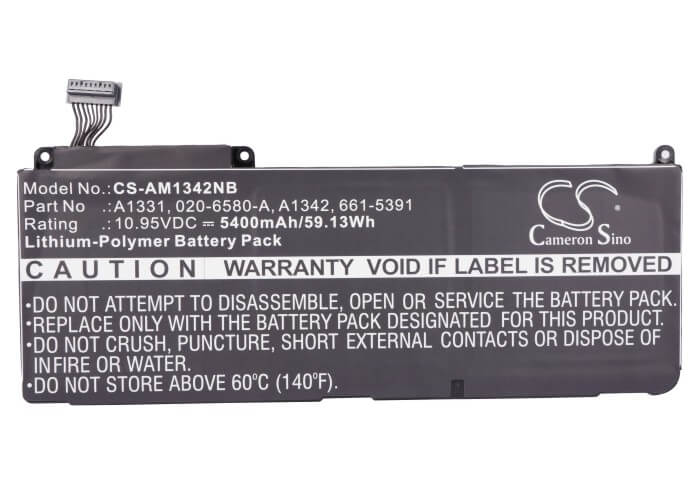 Model No.: CS-AM1342NB
Part No : A1331, 020-6580-A, A1342, 661-5391
Rating : 10.95VDC ⎓ 5400mAh/59.13Wh
Lithium-Polymer Battery Pack
CS
Cameron Sino
CAUTION WARRANTY VOID IF LABEL IS REMOVED
•DO NOT ATTEMPT TO DISASSEMBLE, OPEN OR SERVICE THE BATTERY PACK.
•REPLACE ONLY WITH THE BATTERY PACK DESIGNATED FOR THIS PRODUCT.
•DO NOT CRUSH, PUNCTURE, SHORT EXTERNAL CONTACTS OR DISPOSE OF
INFIRE OR WATER.
•DO NOT STORE ABOVE 60°C (140°F).